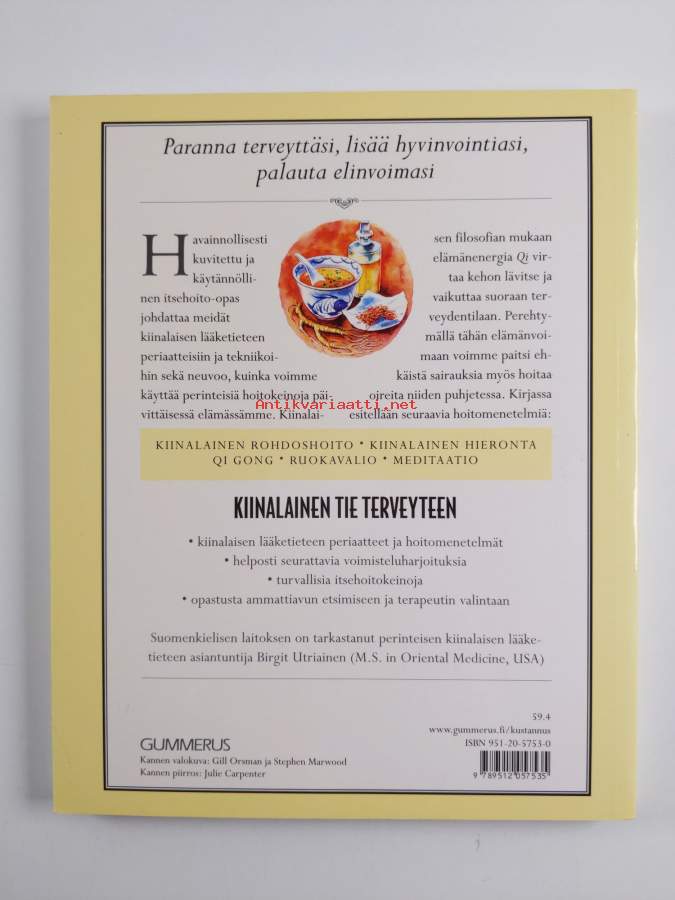 Paranna terveyttäsi, lisää hyvinvointiasi,
palauta elinvoimasi
Havainnollisesti
kuvitettu ja
käytännölli-
nen itsehoito-opas
johdattaa meidät
kiinalaisen lääketieteen
periaatteisiin ja tekniikoi-
hin sekä neuvoo, kuinka voimme
käyttää perinteisiä hoitokeinoja päi-
vittäisessä elämässämme. Kiinalai-
sen filosofian mukaan
elämänenergia Qi vir-
taa kehon lävitse ja
vaikuttaa suoraan ter-
veydentilaan. Perehty-
mällä tähän elämänvoi-
maan voimme paitsi eh-
käistä sairauksia myös hoitaa
oireita niiden puhjetessa. Kirjassa
esitellään seuraavia hoitomenetelmiä:
Antikvariaatti.net
KIINALAINEN ROHDOSHOITO * KIINALAINEN HIERONTA
QI GONG * RUOKAVALIO * MEDITAATIO
KIINALAINEN TIE TERVEYTEEN
• kiinalaisen lääketieteen periaatteet ja hoitomenetelmät
• helposti seurattavia voimisteluharjoituksia
• turvallisia itsehoitokeinoja
• opastusta ammattiavun etsimiseen ja terapeutin valintaan
Suomenkielisen laitoksen on tarkastanut perinteisen kiinalaisen lääke-
tieteen asiantuntija Birgit Utriainen (M.S. in Oriental Medicine, USA)
59.4
www.gummerus.fi/kustannus
ISBN 951-20-5753-0
9 789512 057535
GUMMERUS
Kannen valokuva: Gill Orsman ja Stephen Marwood
Kannen piirros: Julie Carpenter